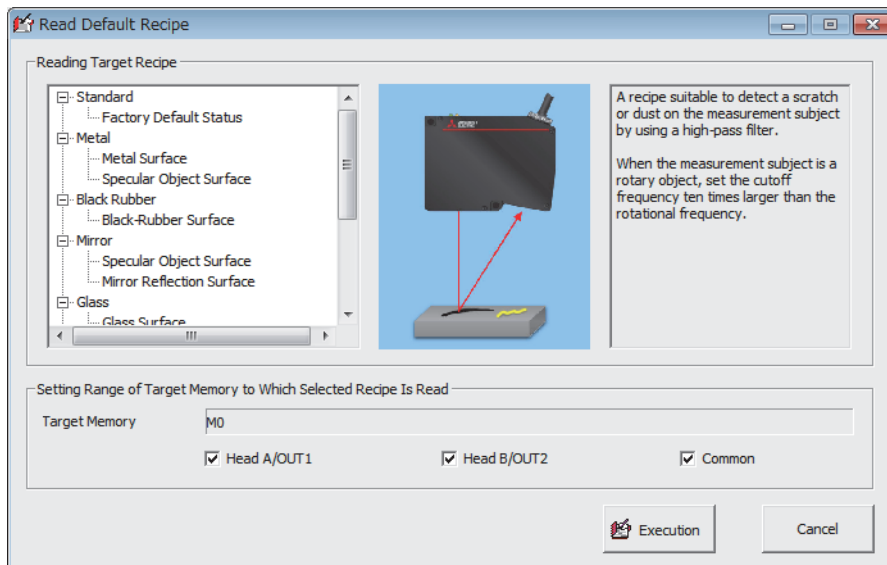 Read Default Recipe
Reading Target Recipe
Standard
Factory Default Status
Metal
Metal Surface
Specular Object Surface
Black Rubber
Black-Rubber Surface
Mirror
Specular Object Surface
Mirror Reflection Surface
Glass
Glass Surface
MITSUBISHI
ELECTRIC
A recipe suitable to detect a scratch
or dust on the measurement subject
by using a high-pass filter.
When the measurement subject is a
rotary object, set the cutoff
frequency ten times larger than the
rotational frequency.
Setting Range of Target Memory to Which Selected Recipe Is Read
Target Memory
M0
Head A/OUT1
Head B/OUT2
Common
Execution
Cancel